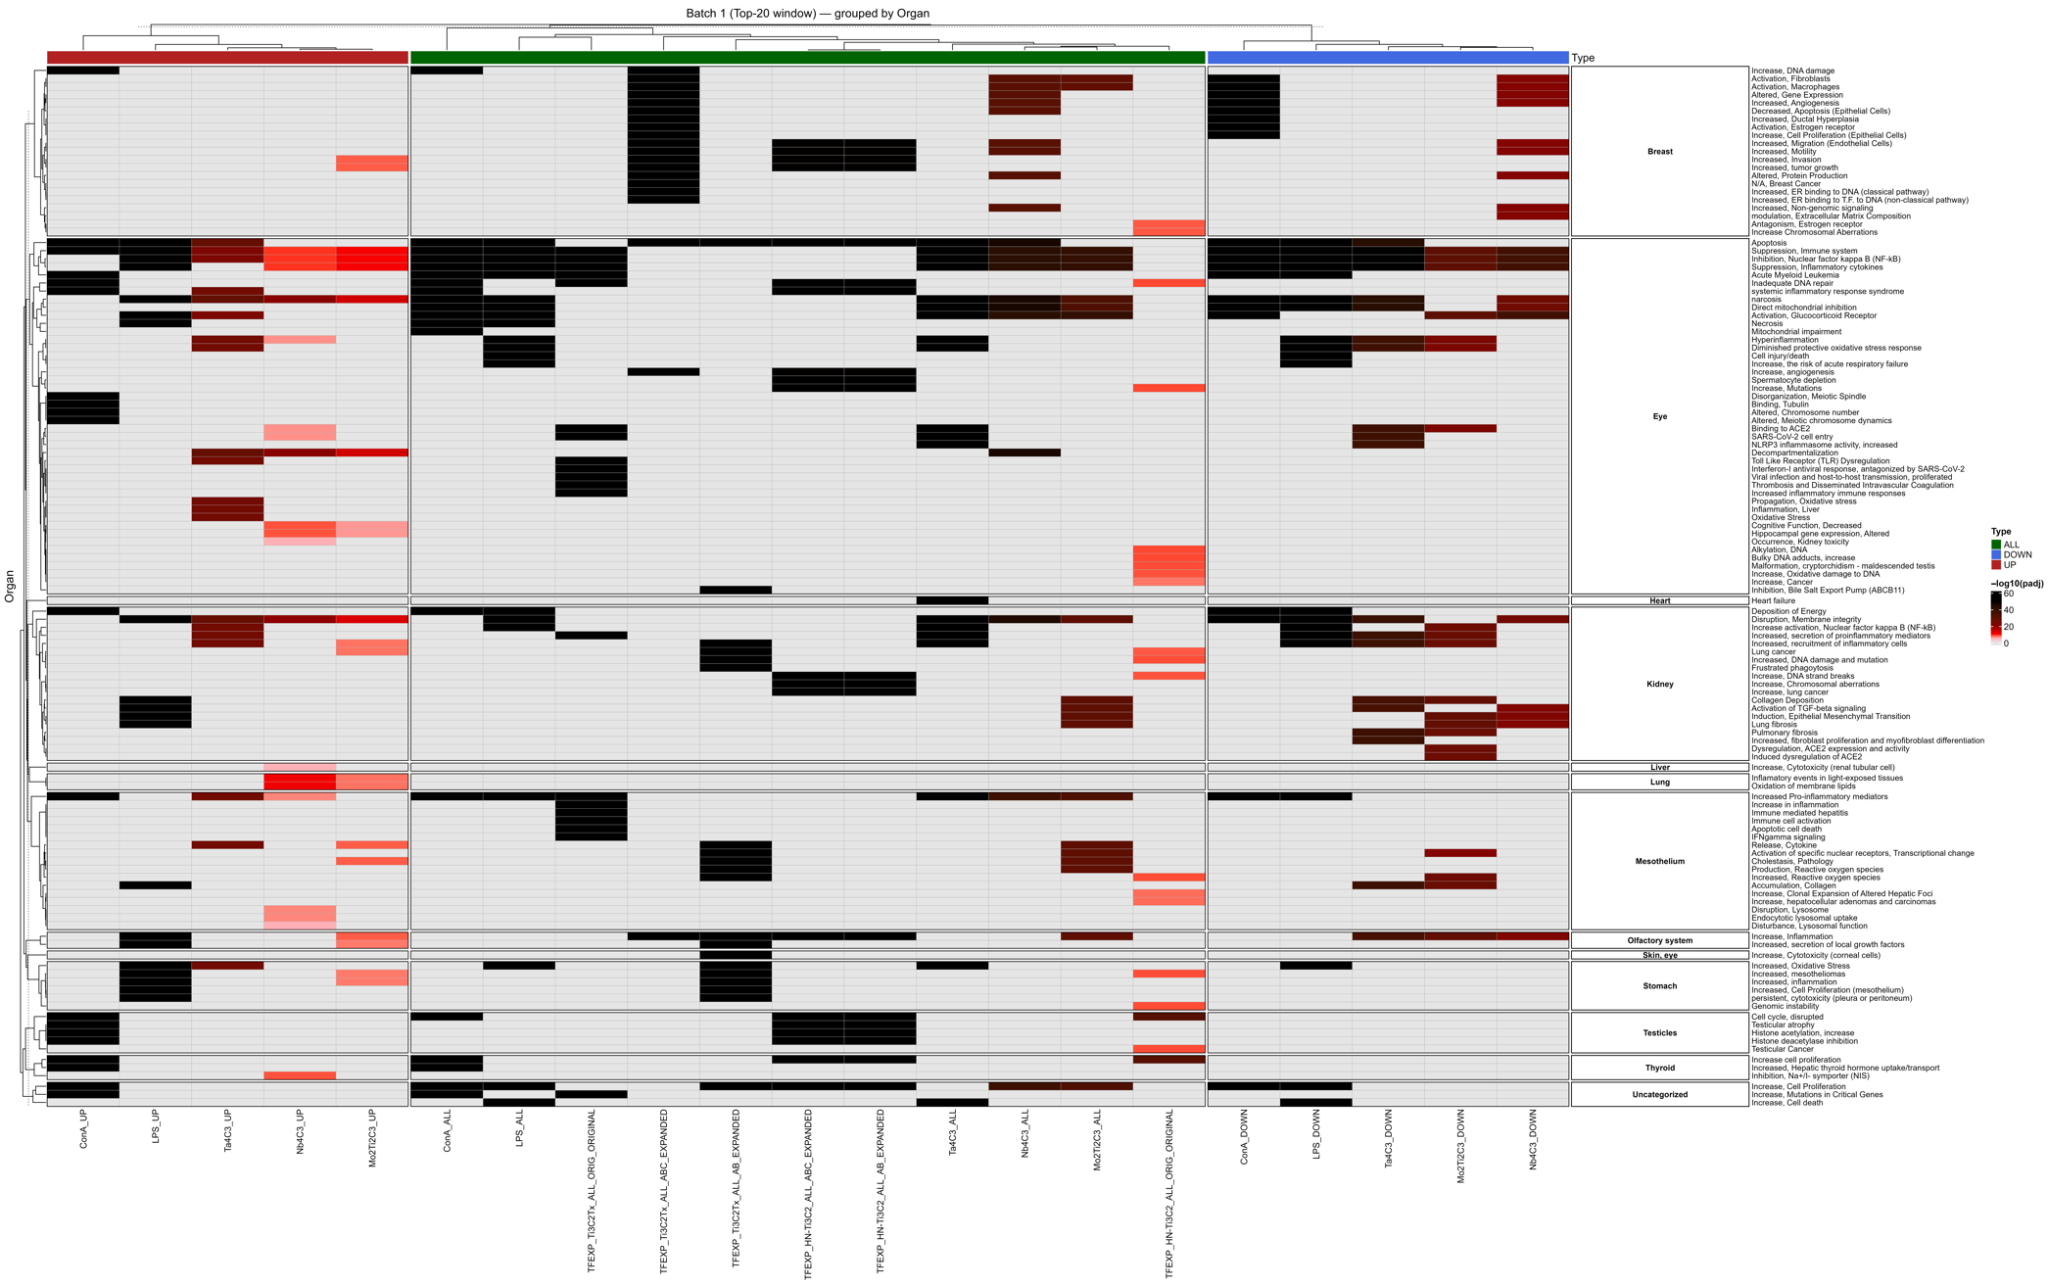 Batch 1 (Top-20 window) — grouped by Organ
Type
Increase, DNA damage
Activation, Fibroblasts
Activation, Macrophages
Altered, Gene Expression
Increased, Angiogenesis
Decreased, Apoptosis (Epithelial Cells)
Increased, Ductal Hyperplasia
Activation, Estrogen receptor
Increase, Cell Proliferation (Epithelial Cells)
Increased, Migration (Endothelial Cells)
Breast
Increased, Motility
Increased, Invasion
Increased, tumor growth
Altered, Protein Production
N/A, Breast Cancer
Increased, ER binding to DNA (classical pathway)
Increased, ER binding to T.F. to DNA (non-classical pathway)
Increased, Non-genomic signaling
modulation, Extracellular Matrix Composition
Antagonism, Estrogen receptor
Increase Chromosomal Aberrations
Apoptosis
Suppression, Immune system
Inhibition, Nuclear factor kappa B (NF-kB)
Suppression, Inflammatory cytokines
Acute Myeloid Leukemia
Inadequate DNA repair
systemic inflammatory response syndrome
narcosis
Direct mitochondrial inhibition
Activation, Glucocorticoid Receptor
Necrosis
Mitochondrial impairment
Hyperinflammation
Diminished protective oxidative stress response
Cell injury/death
Increase, the risk of acute respiratory failure
Increase, angiogenesis
Spermatocyte depletion
Increase, Mutations
Disorganization, Meiotic Spindle
Binding, Tubulin
Altered, Chromosome number
Eye
Altered, Meiotic chromosome dynamics
Binding to ACE2
SARS-CoV-2 cell entry
NLRP3 inflammasome activity, increased
Decompartmentalization
Toll Like Receptor (TLR) Dysregulation
Interferon-I antiviral response, antagonized by SARS-CoV-2
Viral infection and host-to-host transmission, proliferated
Thrombosis and Disseminated Intravascular Coagulation
Increased inflammatory immune responses
Propagation, Oxidative stress
Inflammation, Liver
Oxidative Stress
Cognitive Function, Decreased
Hippocampal gene expression, Altered
Occurrence, Kidney toxicity
Alkylation, DNA
Bulky DNA adducts, increase
Malformation, cryptorchidism - maldescended testis
Increase, Oxidative damage to DNA
Increase, Cancer
Inhibition, Bile Salt Export Pump (ABCB11)
Type
ALL
DOWN
UP
−log10(padj)
60
40
20
0
Organ
Heart
Heart failure
Deposition of Energy
Disruption, Membrane integrity
Increase activation, Nuclear factor kappa B (NF-kB)
Increased, secretion of proinflammatory mediators
Increased, recruitment of inflammatory cells
Lung cancer
Increased, DNA damage and mutation
Frustrated phagoytosis
Increase, DNA strand breaks
Kidney
Increase, Chromosomal aberrations
Increase, lung cancer
Collagen Deposition
Activation of TGF-beta signaling
Induction, Epithelial Mesenchymal Transition
Lung fibrosis
Pulmonary fibrosis
Increased, fibroblast proliferation and myofibroblast differentiation
Dysregulation, ACE2 expression and activity
Induced dysregulation of ACE2
Liver
Increase, Cytotoxicity (renal tubular cell)
Lung
Inflamatory events in light-exposed tissues
Oxidation of membrane lipids
Increased Pro-inflammatory mediators
Increase in inflammation
Immune mediated hepatitis
Immune cell activation
Apoptotic cell death
IFNgamma signaling
Release, Cytokine
Activation of specific nuclear receptors, Transcriptional change
Mesothelium
Cholestasis, Pathology
Production, Reactive oxygen species
Increased, Reactive oxygen species
Accumulation, Collagen
Increase, Clonal Expansion of Altered Hepatic Foci
Increase, hepatocellular adenomas and carcinomas
Disruption, Lysosome
Endocytotic lysosomal uptake
Disturbance, Lysosomal function
Olfactory system
Increase, Inflammation
Increased, secretion of local growth factors
Skin, eye
Increase, Cytotoxicity (corneal cells)
Increased, Oxidative Stress
Increased, mesotheliomas
Increased, inflammation
Stomach
Increased, Cell Proliferation (mesothelium)
persistent, cytotoxicity (pleura or peritoneum)
Genomic instability
Cell cycle, disrupted
Testicular atrophy
Testicles
Histone acetylation, increase
Histone deacetylase inhibition
Testicular Cancer
Increase cell proliferation
Thyroid
Increased, Hepatic thyroid hormone uptake/transport
Inhibition, Na+/I- symporter (NIS)
Increase, Cell Proliferation
Uncategorized
Increase, Mutations in Critical Genes
Increase, Cell death
ConA_UP
LPS_UP
Ta4C3_UP
Nb4C3_UP
Mo2Ti2C3_UP
ConA_ALL
LPS_ALL
TFEXP_Ti3C2Tx_ALL_ORIG_ORIGINAL
TFEXP_Ti3C2Tx_ALL_ABC_EXPANDED
TFEXP_Ti3C2Tx_ALL_AB_EXPANDED
TFEXP_HN-Ti3C2_ALL_ABC_EXPANDED
TFEXP_HN-Ti3C2_ALL_AB_EXPANDED
Ta4C3_ALL
Nb4C3_ALL
Mo2Ti2C3_ALL
TFEXP_HN-Ti3C2_ALL_ORIG_ORIGINAL
ConA_DOWN
LPS_DOWN
Ta4C3_DOWN
Mo2Ti2C3_DOWN
Nb4C3_DOWN